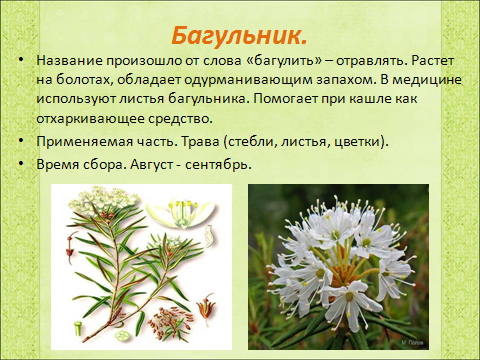 Багульник.
• Название произошло от слова «багулить» – отравлять. Растет
на болотах, обладает одурманивающим запахом. В медицине
используют листья багульника. Помогает при кашле как
отхаркивающее средство.
• Применяемая часть. Трава (стебли, листья, цветки).
• Время сбора. Август - сентябрь.
М. Попов